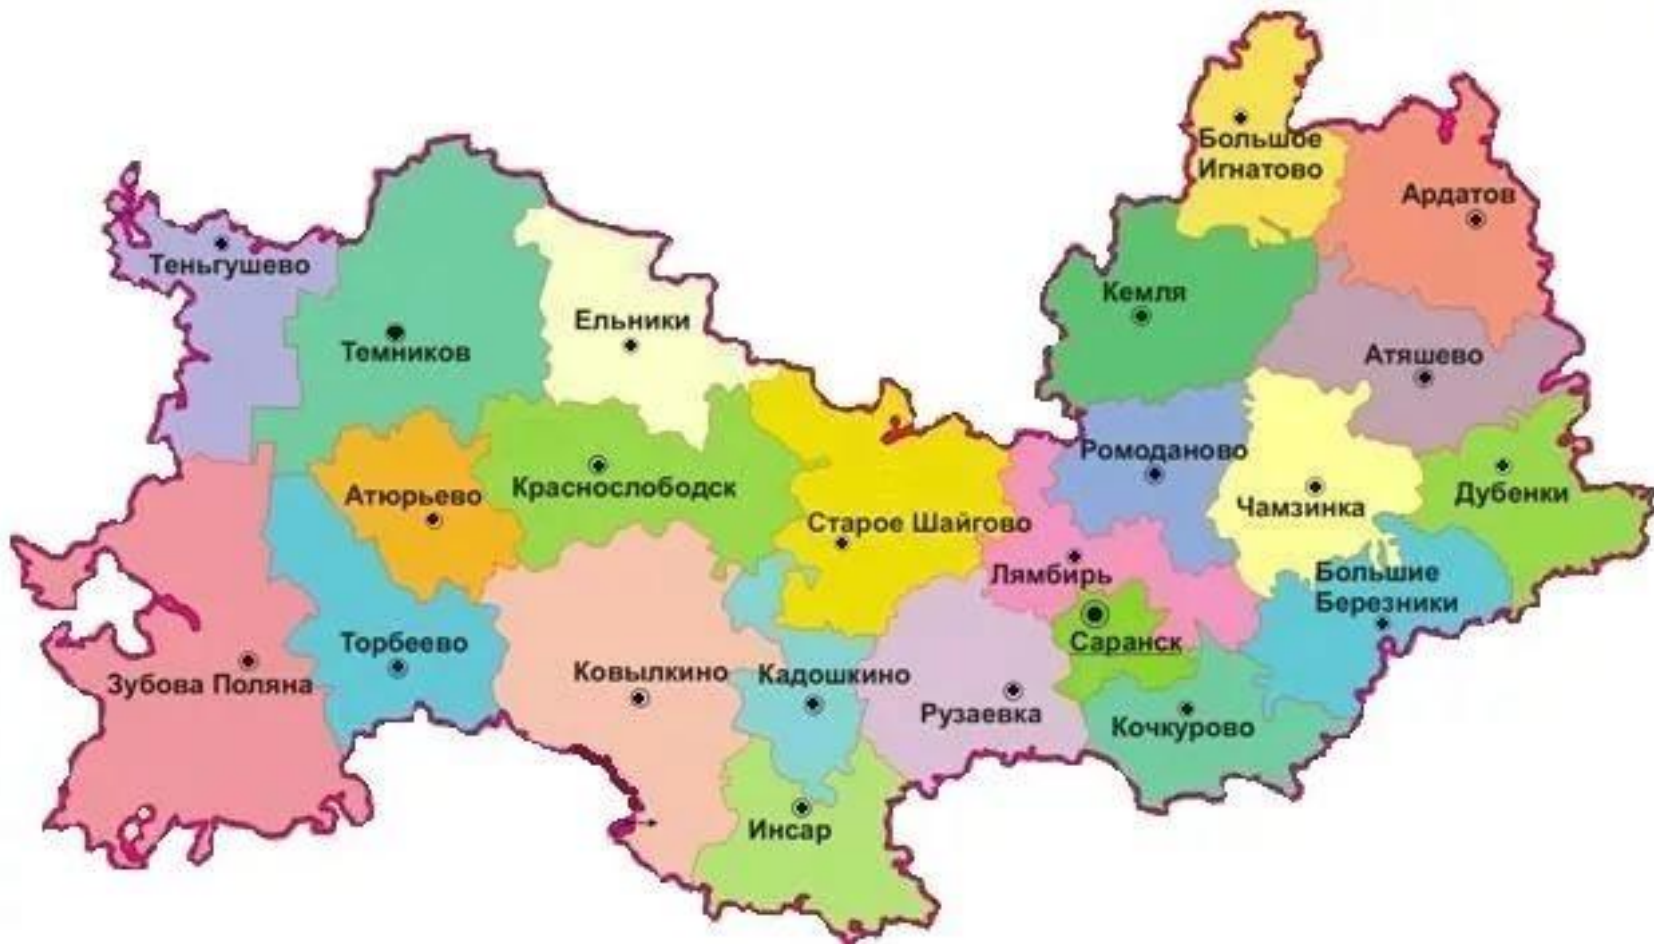 Большое
Игнатово
Ардатов
Теньгушево
Кемля
Ельники
Темников
Атяшево
Ромоданово
Атюрьево
Краснослободск
Дубенки
Чамзинка
Старое Шайгово
Лямбирь
Большие
Березники
Саранск
Торбеево
Зубова Поляна
Ковылкино
Кадошкино
Рузаевка
Кочкурово
Инсар